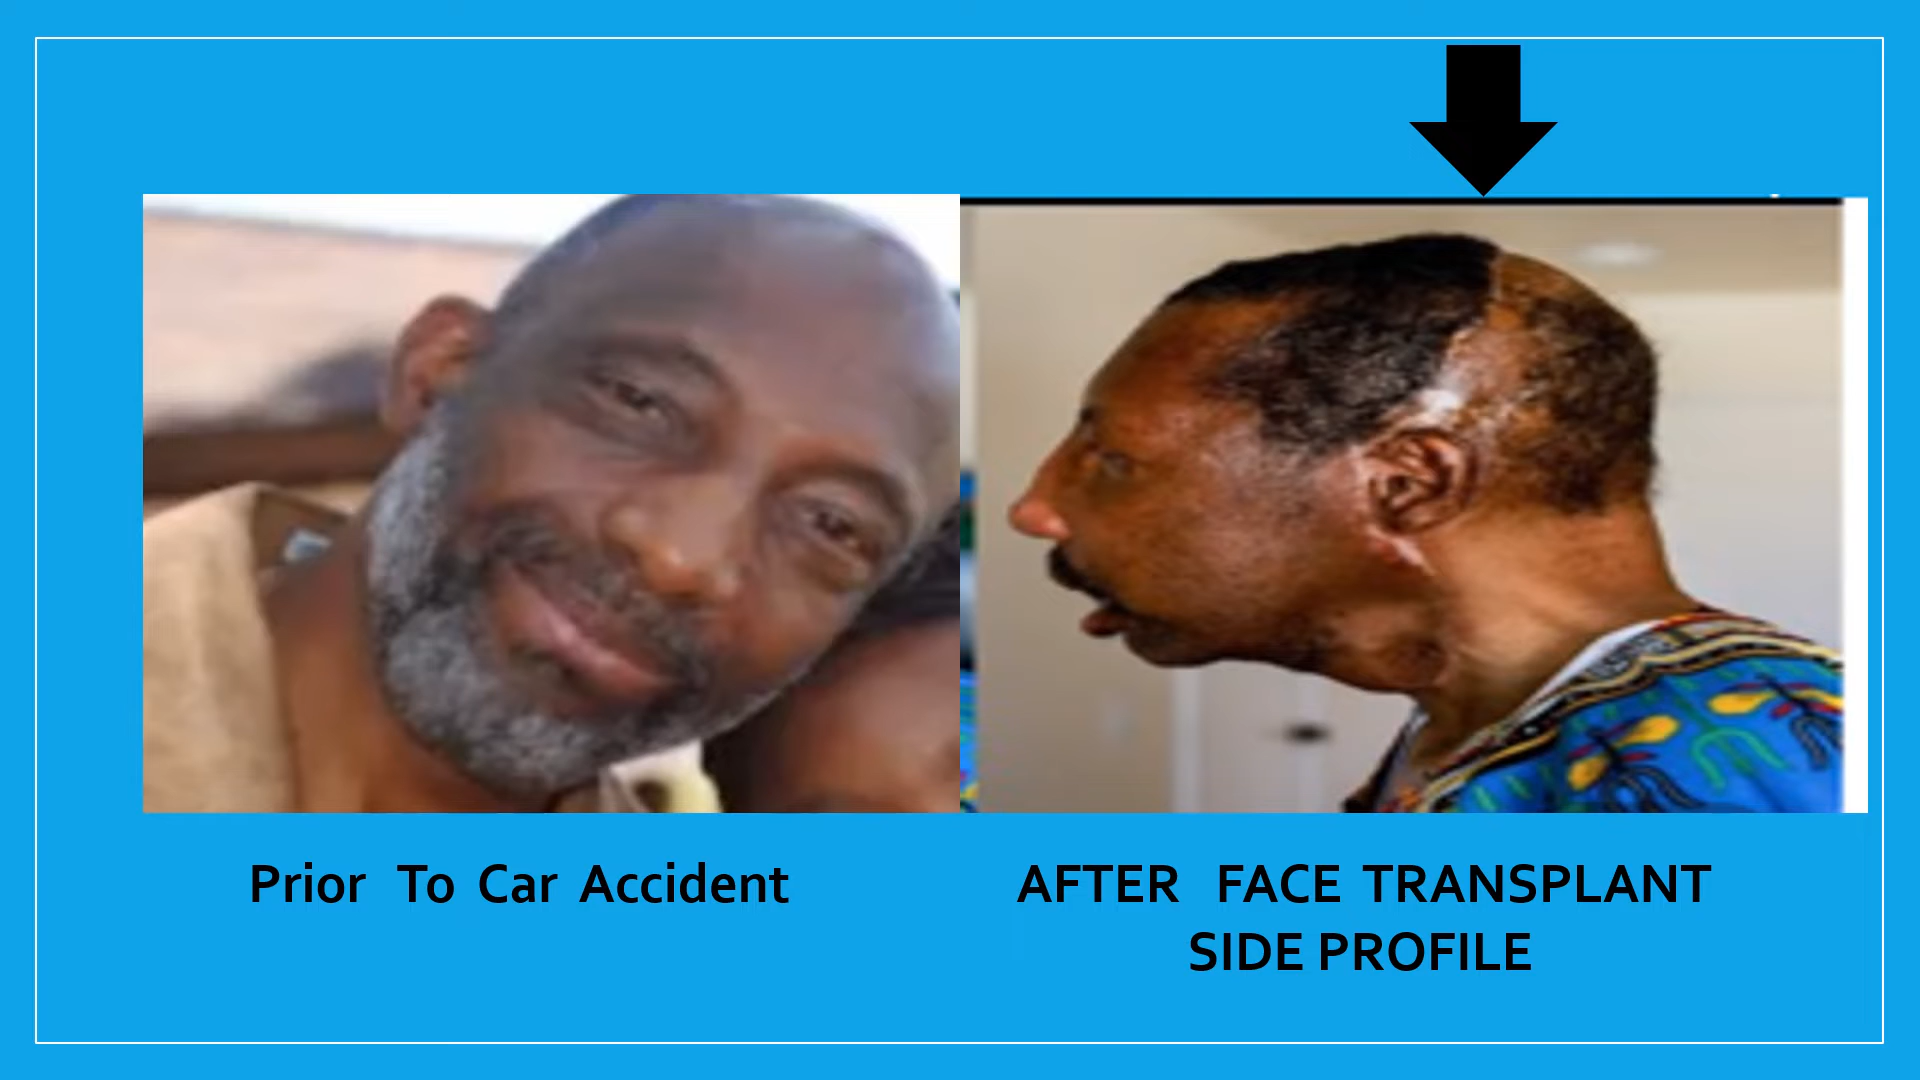 Prior To Car Accident
AFTER FACE TRANSPLANT
SIDE PROFILE